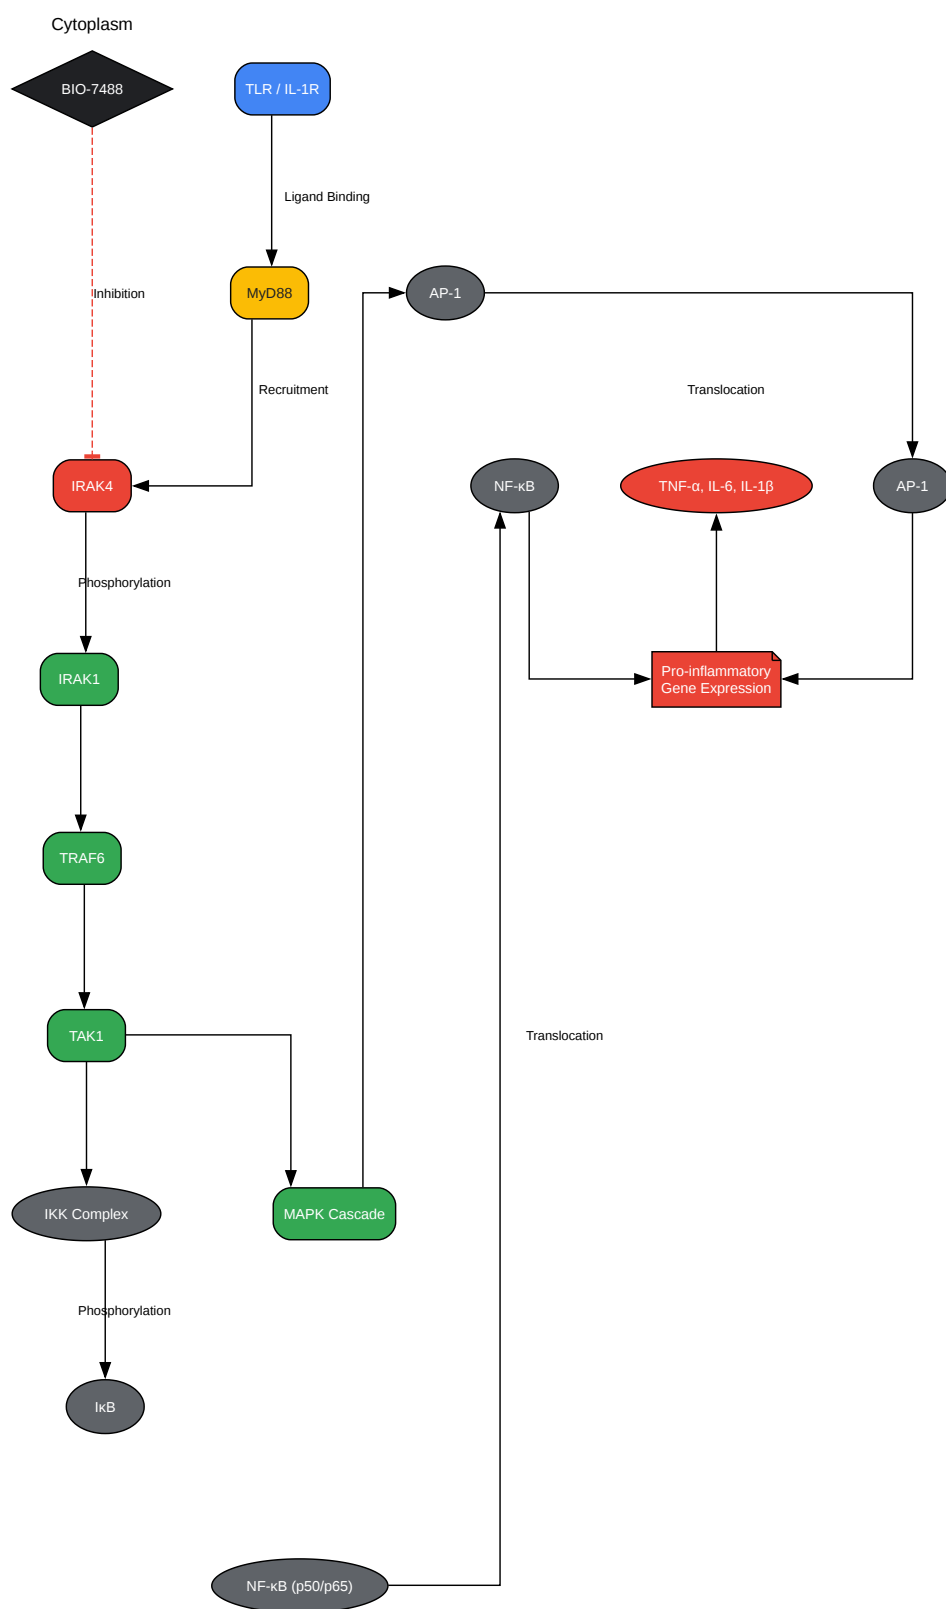 Cytoplasm
BIO-7488
TLR / IL-1R
Ligand Binding
Inhibition
MyD88
AP-1
Recruitment
Translocation
IRAK4
NF-κB
TNF-α, IL-6, IL-1β
AP-1
Phosphorylation
IRAK1
Pro-inflammatory
Gene Expression
TRAF6
TAK1
Translocation
IKK Complex
MAPK Cascade
Phosphorylation
IκB
NF-κB (p50/p65)